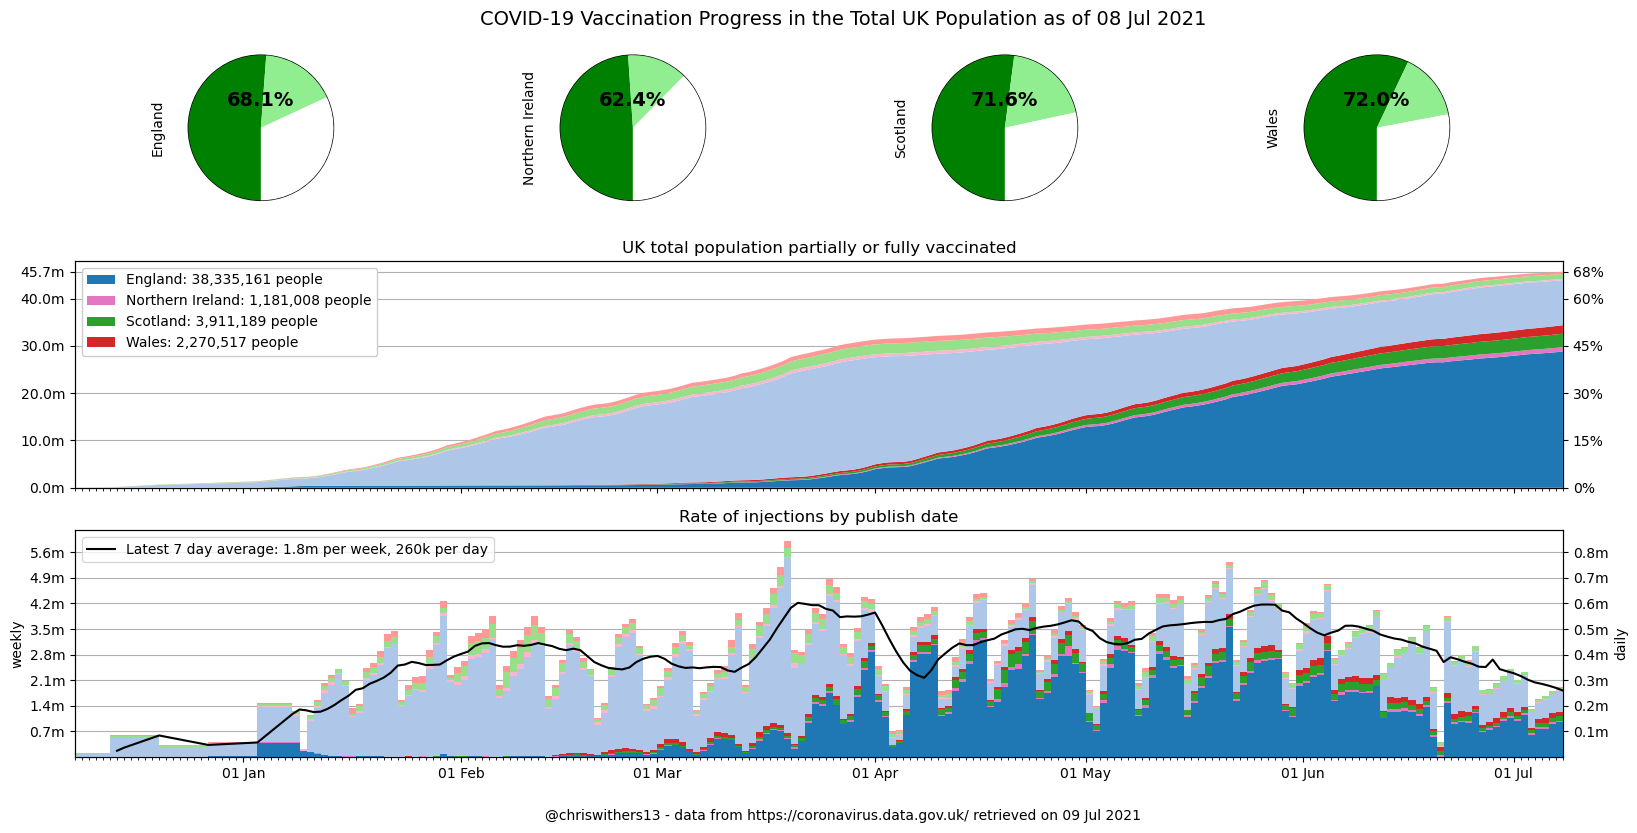 COVID-19 Vaccination Progress in the Total UK Population as of 08 Jul 2021
England
68.1%
Northern Ireland
62.4%
Scotland
71.6%
Wales
72.0%
UK total population partially or fully vaccinated
45.7m
40.0m
30.0m
20.0m
10.0m
0.0m
England: 38,335,161 people
Northern Ireland: 1,181,008 people
Scotland: 3,911,189 people
Wales: 2,270,517 people
68%
60%
45%
30%
15%
0%
Rate of injections by publish date
weekly
5.6m
4.9m
4.2m
3.5m
2.8m
2.1m
1.4m
0.7m
Latest 7 day average: 1.8m per week, 260k per day
0.8m
0.7m
0.6m
0.5m
0.4m
0.3m
0.2m
0.1m
daily
01 Jan
01 Feb
01 Mar
01 Apr
01 May
01 Jun
01 Jul
@chriswithers13 - data from https://coronavirus.data.gov.uk/ retrieved on 09 Jul 2021